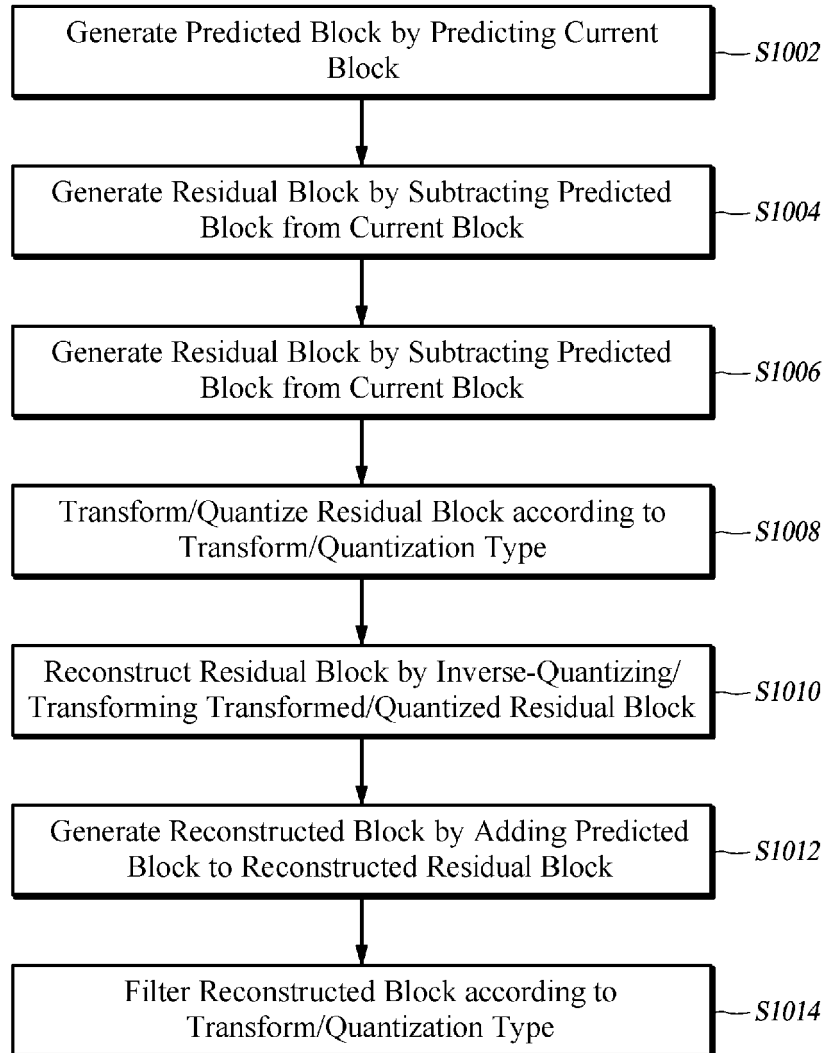 Generate Predicted Block by Predicting Current
Block
S1002
Generate Residual Block by Subtracting Predicted
Block from Current Block
S1004
Generate Residual Block by Subtracting Predicted
Block from Current Block
S1006
Transform/Quantize Residual Block according to
Transform/Quantization Type
S1008
Reconstruct Residual Block by Inverse-Quantizing/
Transforming Transformed/Quantized Residual Block
S1010
Generate Reconstructed Block by Adding Predicted
Block to Reconstructed Residual Block
S1012
Filter Reconstructed Block according to
Transform/Quantization Type
S1014